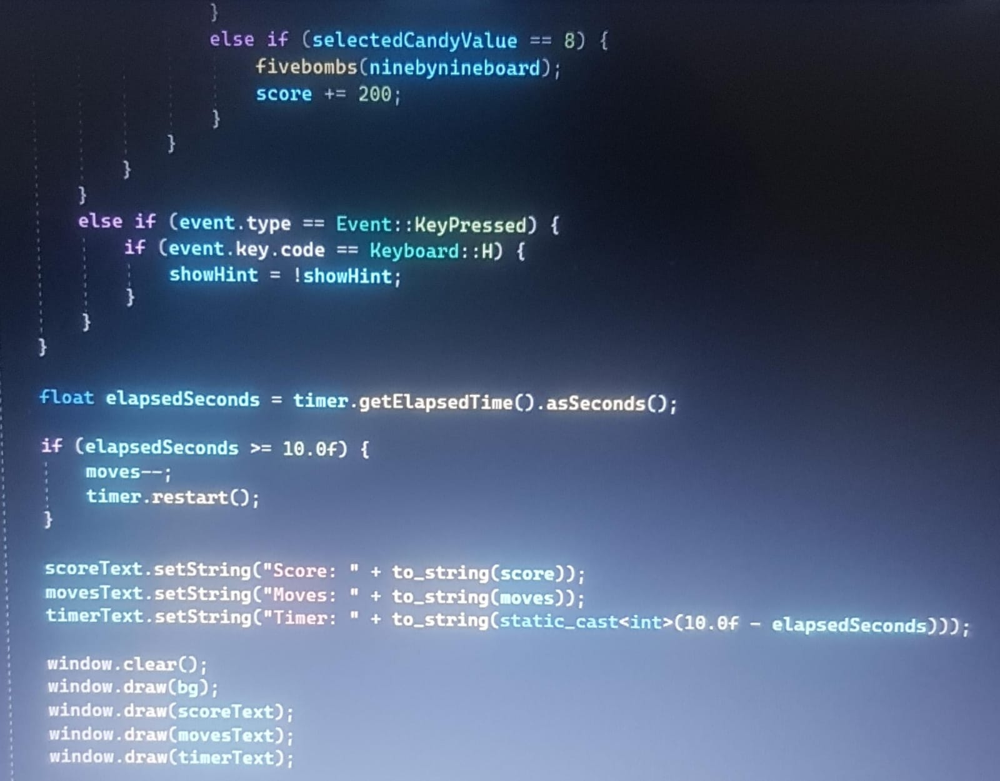 }
else if (selectedCandyValue == 8) {
fivebombs(ninebynineboard);
score += 200;
}
}
}
}
else if (event.type == Event::KeyPressed) {
if (event.key.code == Keyboard::H) {
showHint = !showHint;
}
}
}
float elapsedSeconds = timer.getElapsedTime().asSeconds();
if (elapsedSeconds >= 10.0f) {
moves--;
timer.restart();
}
scoreText.setString("Score: " + to_string(score));
movesText.setString("Moves: " + to_string(moves));
timerText.setString("Timer: " + to_string(static_cast<int>(10.0f - elapsedSeconds)));
window.clear();
window.draw(bg);
window.draw(scoreText);
window.draw(movesText);
window.draw(timerText);